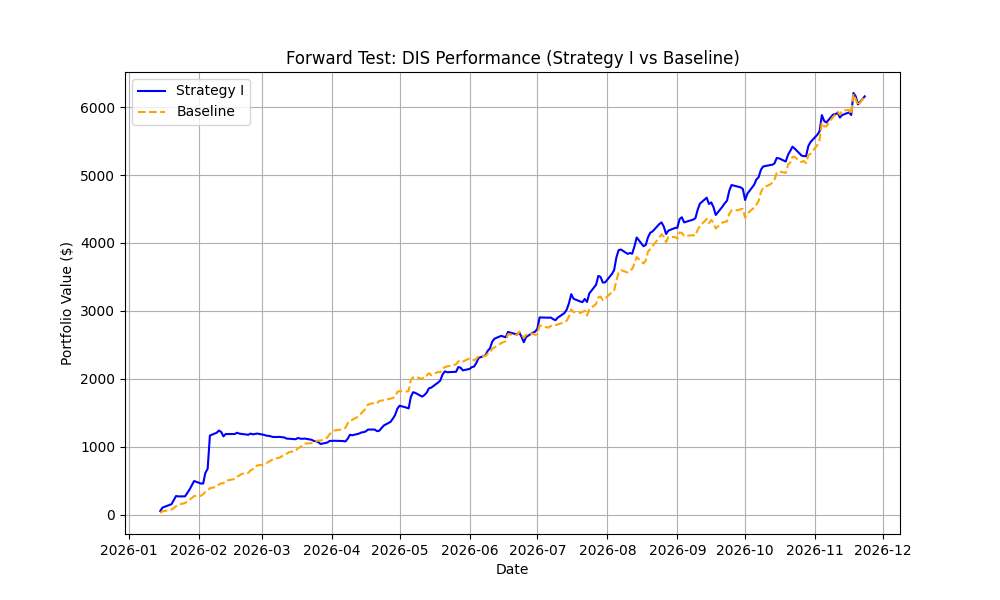 Forward Test: DIS Performance (Strategy I vs Baseline)
Strategy I
Baseline
Portfolio Value ($)
6000
5000
4000
3000
2000
1000
0
2026-01 2026-02 2026-03 2026-04 2026-05 2026-06 2026-07 2026-08 2026-09 2026-10 2026-11 2026-12
Date